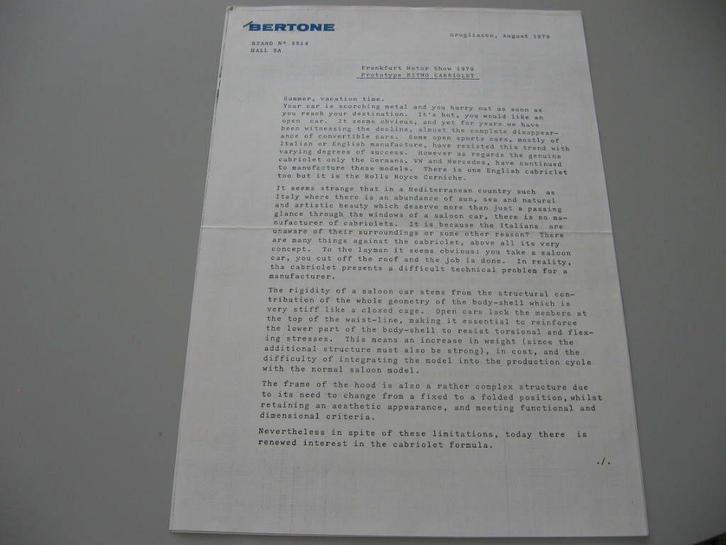 BERTONE
Grugliasco, August 1979
STAND N° 5514
HALL 5A
Frankfurt Motor Show 1979
Prototype RITMO CABRIOLET
Summer, vacation time.
Your car is scorching metal and you hurry out as soon as
you reach your destination. It's hot, you would like an
open car. It seems obvious, and yet for years we have
been witnessing the decline, almost the complete disappear-
ance of convertible cars. Some open sports cars, mostly of
Italian or English manufacture, have resisted this trend with
varying degrees of success. However as regards the genuine
cabriolet only the Germans, VW and Mercedes, have continued
to manufacture these models. There is one English cabriolet
too but it is the Rolls Royce Corniche.
It seems strange that in a Mediterranean country such as
Italy where there is an abundance of sun, sea and natural
and artistic beauty which deserve more than just a passing
glance through the windows of a saloon car, there is no ma-
nufacturer of cabriolets. It is because the Italians are
unaware of their surroundings or some other reason? There
are many things against the cabriolet, above all its very
concept. To the layman it seems obvious: you take a saloon
car, you cut off the roof and the job is done. In reality,
the cabriolet presents a difficult technical problem for a
manufacturer.
The rigidity of a saloon car stems from the structural con-
tribution of the whole geometry of the body-shell which is
very stiff like a closed cage. Open cars lack the members at
the top of the waist-line, making it essential to reinforce
the lower part of the body-shell to resist torsional and flex-
ing stresses. This means an increase in weight (since the
additional structure must also be strong), in cost, and the
difficulty of integrating the model into the production cycle
with the normal saloon model.
The frame of the hood is also a rather complex structure due
to its need to change from a fixed to a folded position, whilst
retaining an aesthetic appearance, and meeting functional and
dimensional criteria.
Nevertheless in spite of these limitations, today there is
renewed interest in the cabriolet formula.
./.